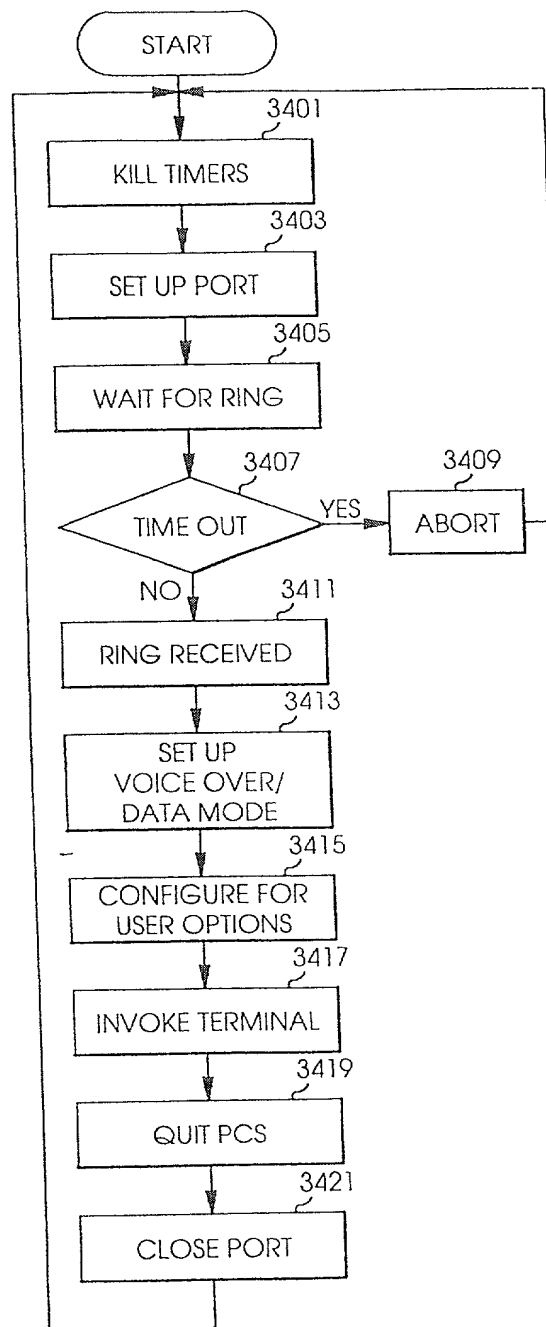 START
3401
KILL TIMERS
3403
SET UP PORT
3405
WAIT FOR RING
3407
TIME OUT
YES
3409
ABORT
NO
3411
RING RECEIVED
3413
SET UP
VOICE OVER/
DATA MODE
3415
CONFIGURE FOR
USER OPTIONS
3417
INVOKE TERMINAL
3419
QUIT PCS
3421
CLOSE PORT